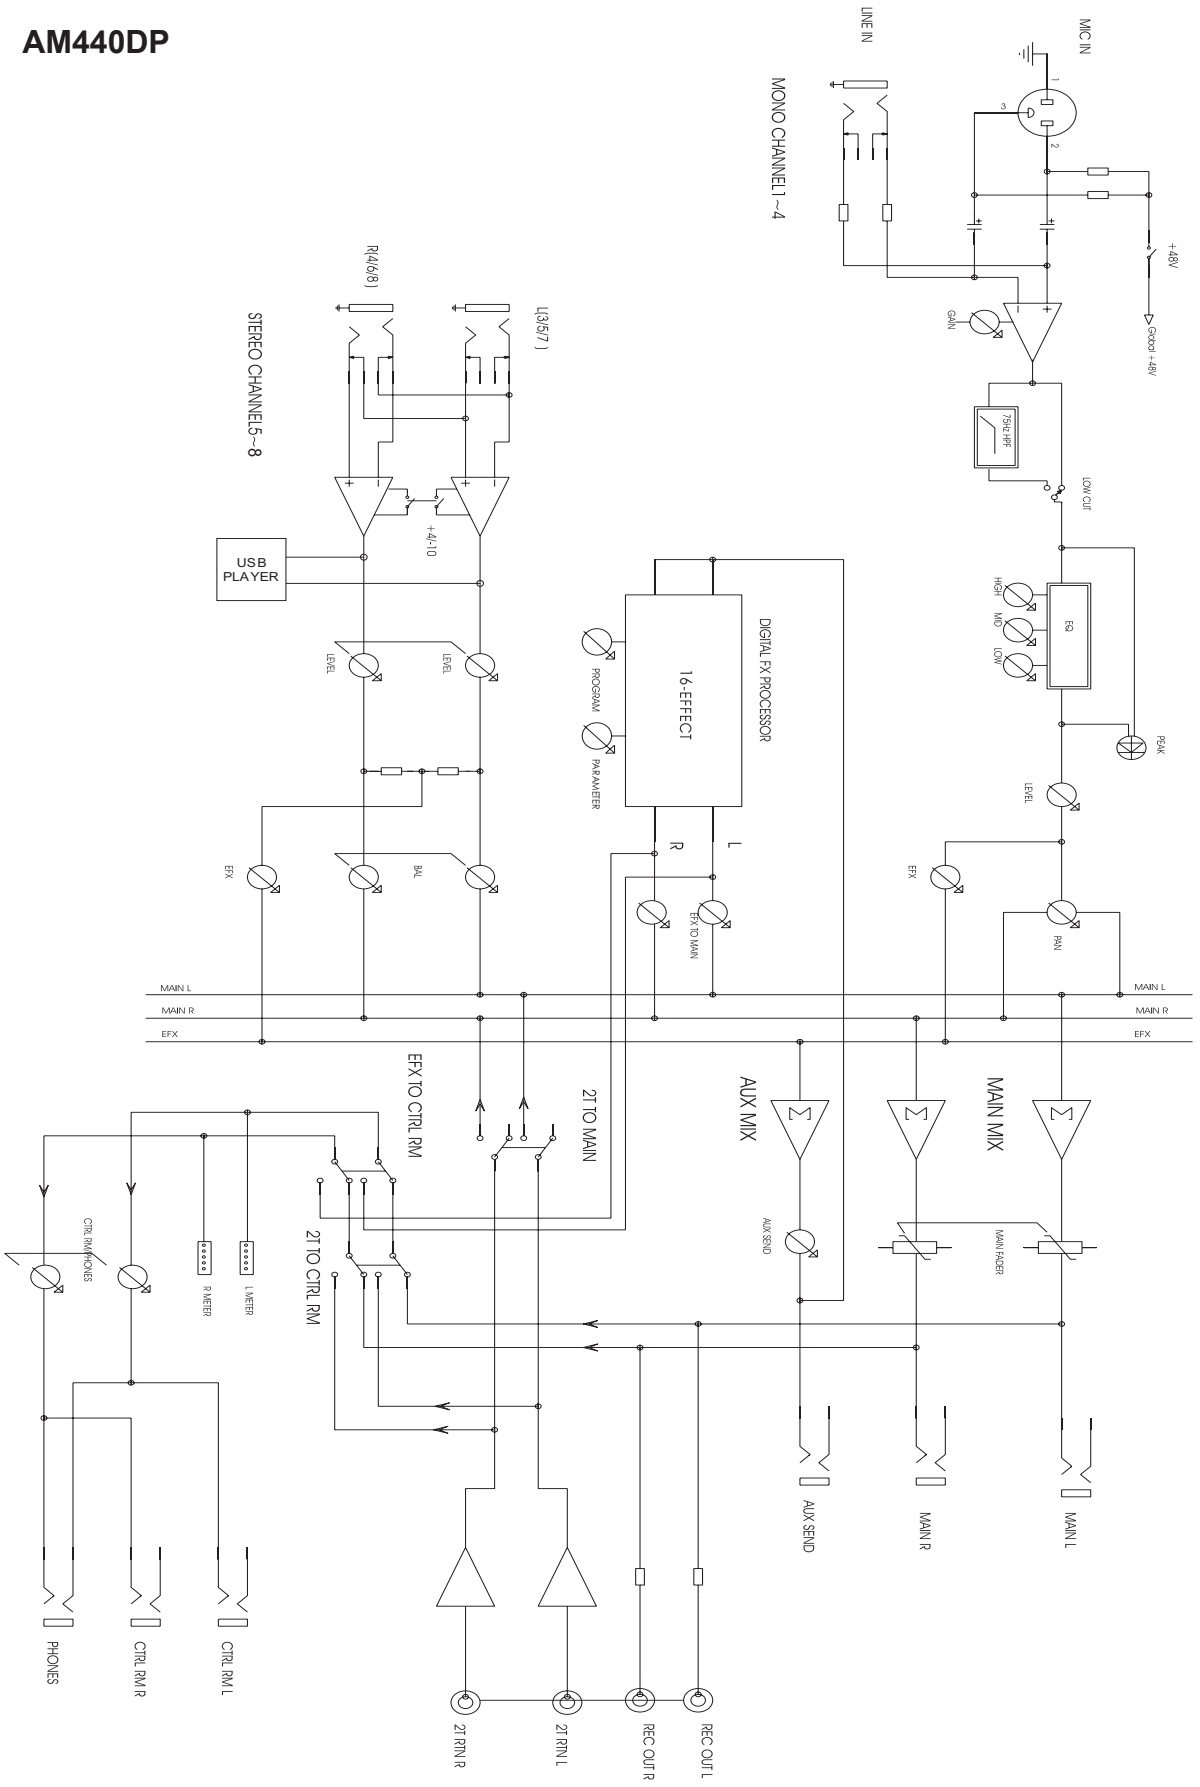 AM440DP
LINE IN
MIC IN
1
3
2
MONO CHANNEL1~4
+48V
Global +48V
+
+
+
-
GAIN
75Hz HPF
LOW CUT
R(4/6/8 )
L(3/5/7 )
STEREO CHANNEL5~8
+
+
-
-
+4/-10
USB
PLAYER
HIGH
MID
LOW
EQ
PEAK
LEVEL
LEVEL
DIGITAL FX PROCESSOR
16-EFFECT
PROGRAM
PARAMETER
LEVEL
R
L
EFX
BAL
EFX TO MAIN
EFX
PAN
MAIN L
MAIN R
EFX
MAIN L
MAIN R
EFX
EFX TO CTRL RM
2T TO MAIN
AUX MIX
MAIN MIX
Σ
Σ
Σ
CTRL RM/PHONES
R METER
L METER
2T TO CTRL RM
AUX SEND
MAIN FADER
AUX SEND
MAIN R
MAIN L
PHONES
CTRL RM R
CTRL RM L
2T RTN R
2T RTN L
REC OUT R
REC OUT L